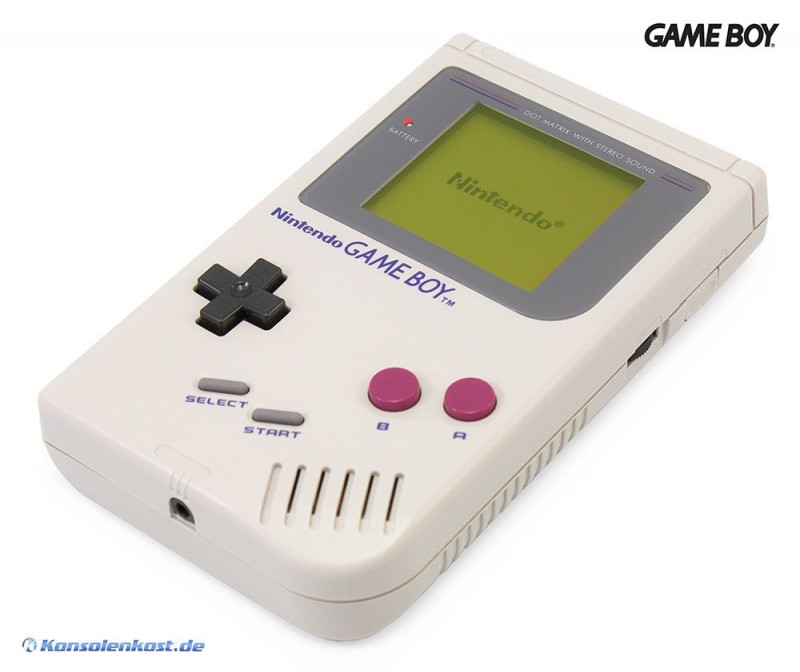 GAME BOY
DOT MATRIX WITH STEREO SOUND
BATTERY
Nintendo®
Nintendo GAME BOY™
SELECT
START
B
A
Konsolenkost.de